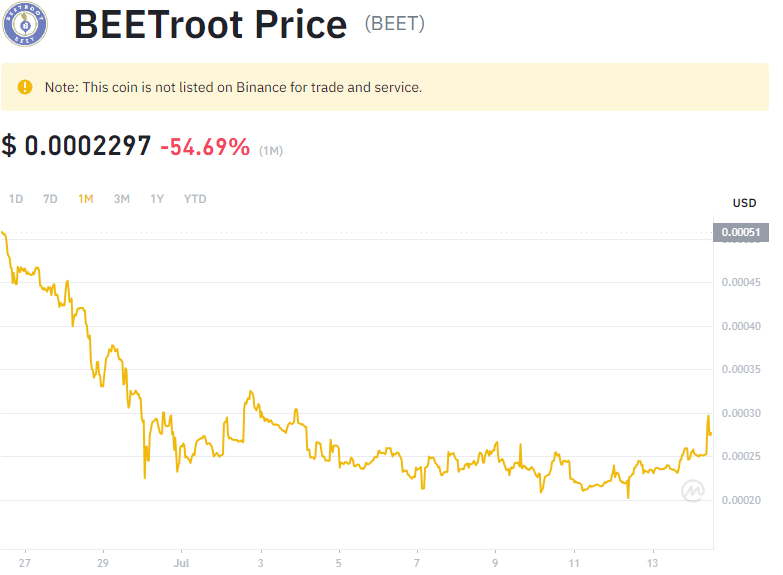 BEETROOT
BEET
BEETroot Price (BEET)
Note: This coin is not listed on Binance for trade and service.
$ 0.0002297 -54.69% (1M)
1D 7D 1M 3M 1Y YTD
USD
0.00051
0.00045
0.00040
0.00035
0.00030
0.00025
0.00020
27 29 Jul 3 5 7 9 11 13